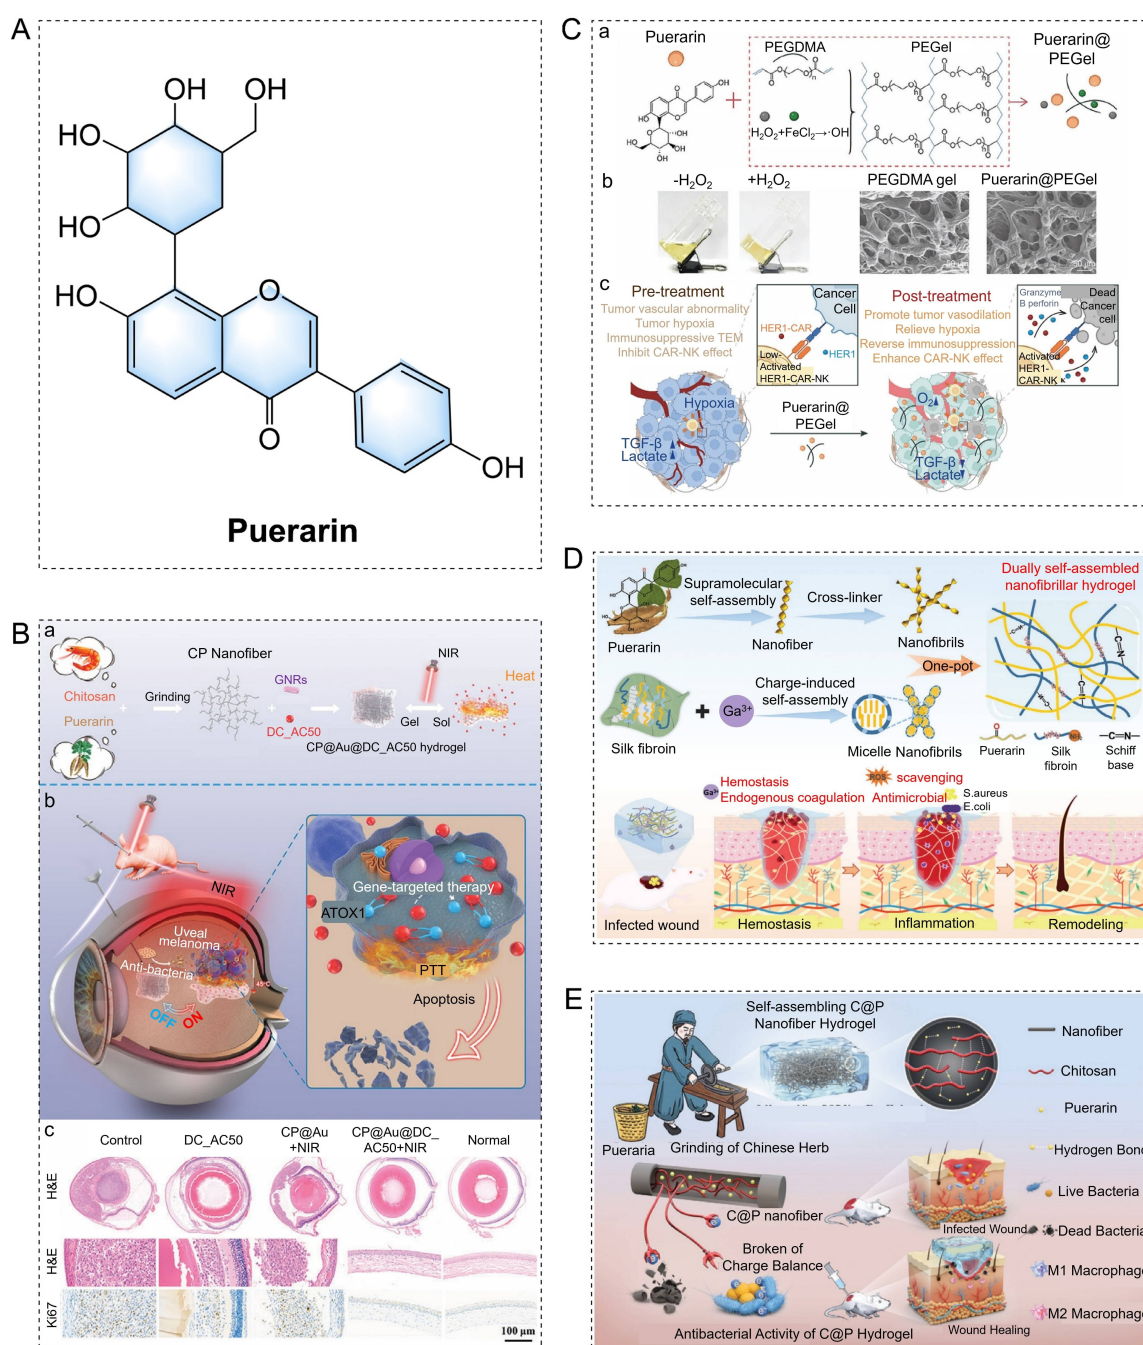 A
OH
OH
HO
HO
HO
O
O
OH
Puerarin
B
a
CP Nanofiber
NIR
Heat
GNRs
Chitosan
+
Grinding
+
Puerarin
DC_AC50
Gel
Sol
CP@Au@DC_AC50 hydrogel
b
NIR
Uveal
melanoma
Anti-bacteria
45°C
OFF
ON
Gene-targeted therapy
ATOX1
PTT
Apoptosis
c
Control
DC_AC50
CP@Au
+NIR
CP@Au@DC_
AC50+NIR
Normal
H&E
H&E
Ki67
100 μm
C
a
Puerarin
PEGDMA
PEGel
Puerarin@
PEGel
+
H₂O₂+FeCl₂→·OH
b
-H₂O₂
+H₂O₂
PEGDMA gel
Puerarin@PEGel
c
Pre-treatment
Tumor vascular abnormality
Tumor hypoxia
Immunosuppressive TEM
Inhibit CAR-NK effect
Cancer
Cell
HER1-CAR
HER1
Low-
Activated
HER1-CAR-NK
Post-treatment
Promote tumor vasodilation
Relieve hypoxia
Reverse immunosuppression
Enhance CAR-NK effect
Granzyme
B perforin
Dead
Cancer
cell
Activated
HER1-
CAR-NK
Hypoxia
TGF-β
Lactate
Puerarin@
PEGel
O₂
TGF-β
Lactate
D
Puerarin
Supramolecular
self-assembly
Nanofiber
Cross-linker
Nanofibrils
Dually self-assembled
nanofibrillar hydrogel
One-pot
Silk fibroin
+
Ga³⁺
Charge-induced
self-assembly
Micelle
Nanofibrils
Puerarin
Silk
fibroin
–C=N–
Schiff
base
Ga³⁺
Hemostasis
Endogenous coagulation
ROS
scavenging
Antimicrobial
S.aureus
E.coli
Infected wound
Hemostasis
Inflammation
Remodeling
E
Self-assembling C@P
Nanofiber Hydrogel
Pueraria
Grinding of Chinese Herb
C@P nanofiber
Broken of
Charge Balance
Antibacterial Activity of C@P Hydrogel
Infected Wound
Wound Healing
Nanofiber
Chitosan
Puerarin
Hydrogen Bond
Live Bacteria
Dead Bacteria
M1 Macrophage
M2 Macrophage